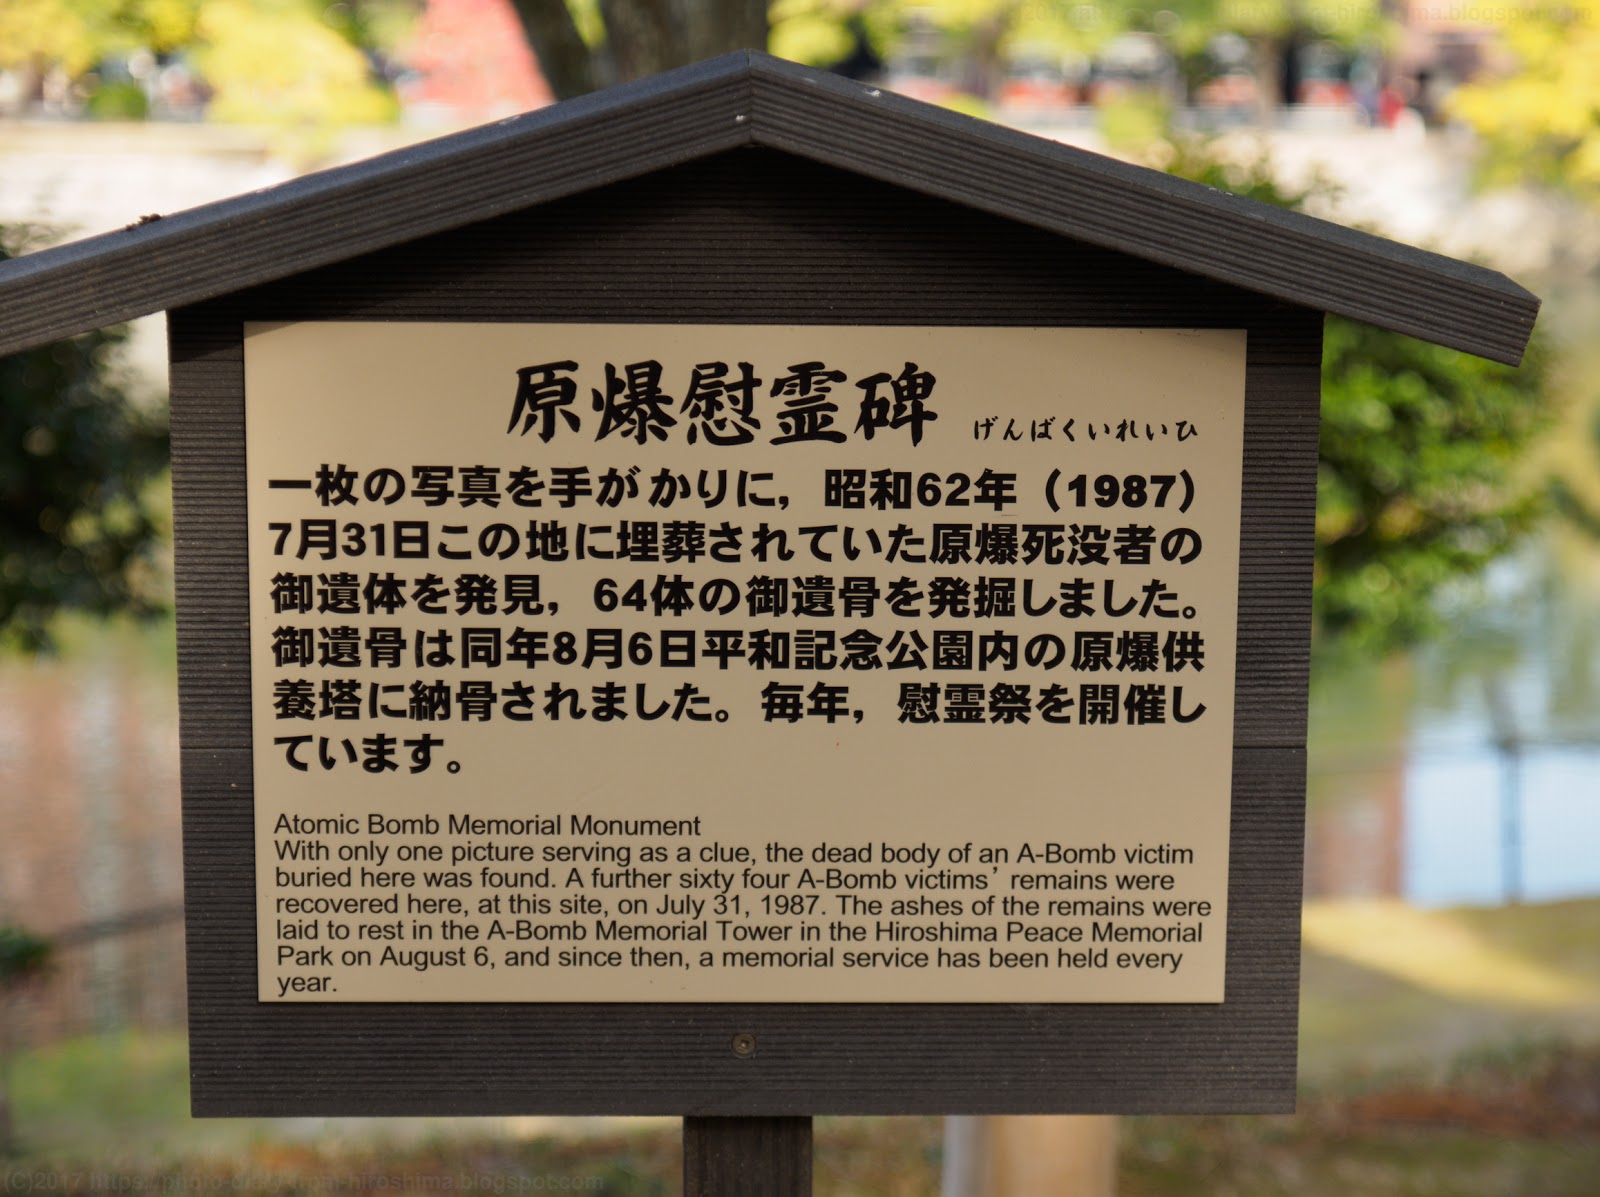 原爆慰霊碑 げんばくいれいひ
一枚の写真を手がかりに，昭和62年（1987）
7月31日この地に埋葬されていた原爆死没者の
御遺体を発見，64体の御遺骨を発掘しました。
御遺骨は同年8月6日平和記念公園内の原爆供
養塔に納骨されました。毎年，慰霊祭を開催し
ています。
Atomic Bomb Memorial Monument
With only one picture serving as a clue, the dead body of an A-Bomb victim
buried here was found. A further sixty four A-Bomb victims’ remains were
recovered here, at this site, on July 31, 1987. The ashes of the remains were
laid to rest in the A-Bomb Memorial Tower in the Hiroshima Peace Memorial
Park on August 6, and since then, a memorial service has been held every
year.
(C)2017 https://photo-diary-from-hiroshima.blogspot.com